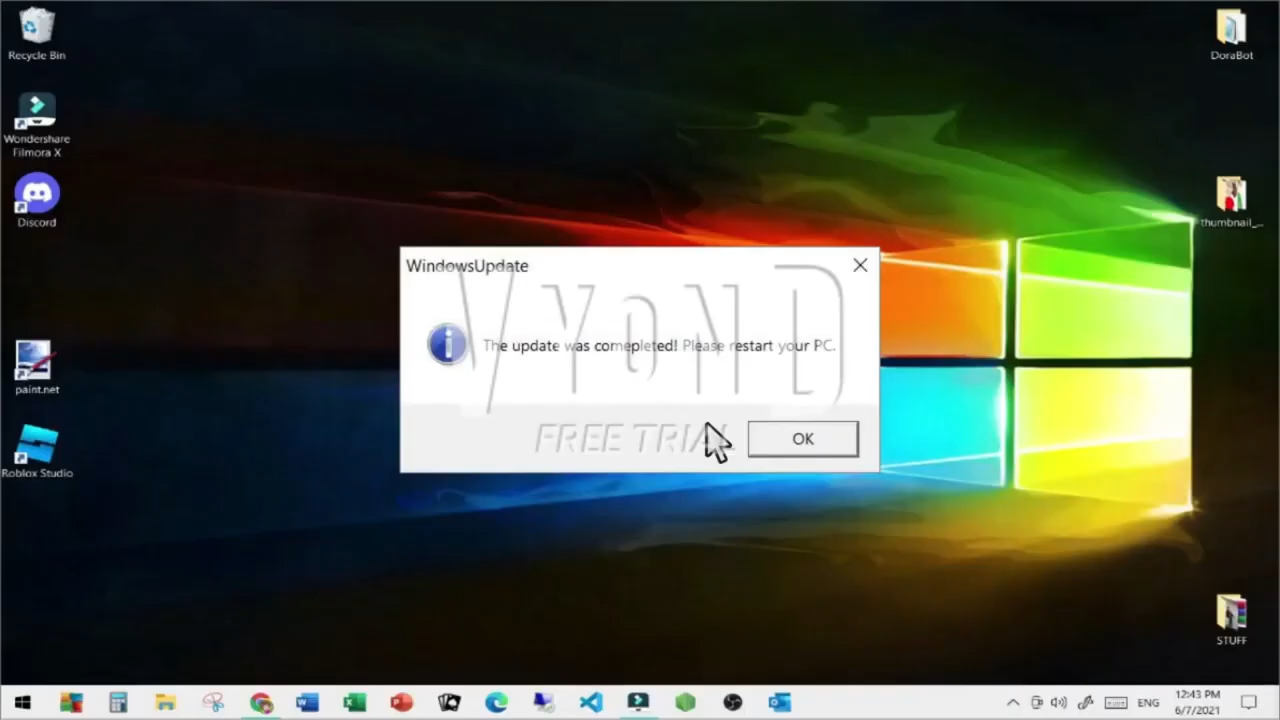 Recycle Bin
Wondershare
Filmora X
Discord
paint.net
Roblox Studio
DoraBot
thumbnail_...
STUFF
WindowsUpdate
VYOND
The update was comepleted! Please restart your PC.
FREE TRIAL
OK
ENG
12:43 PM
6/7/2021